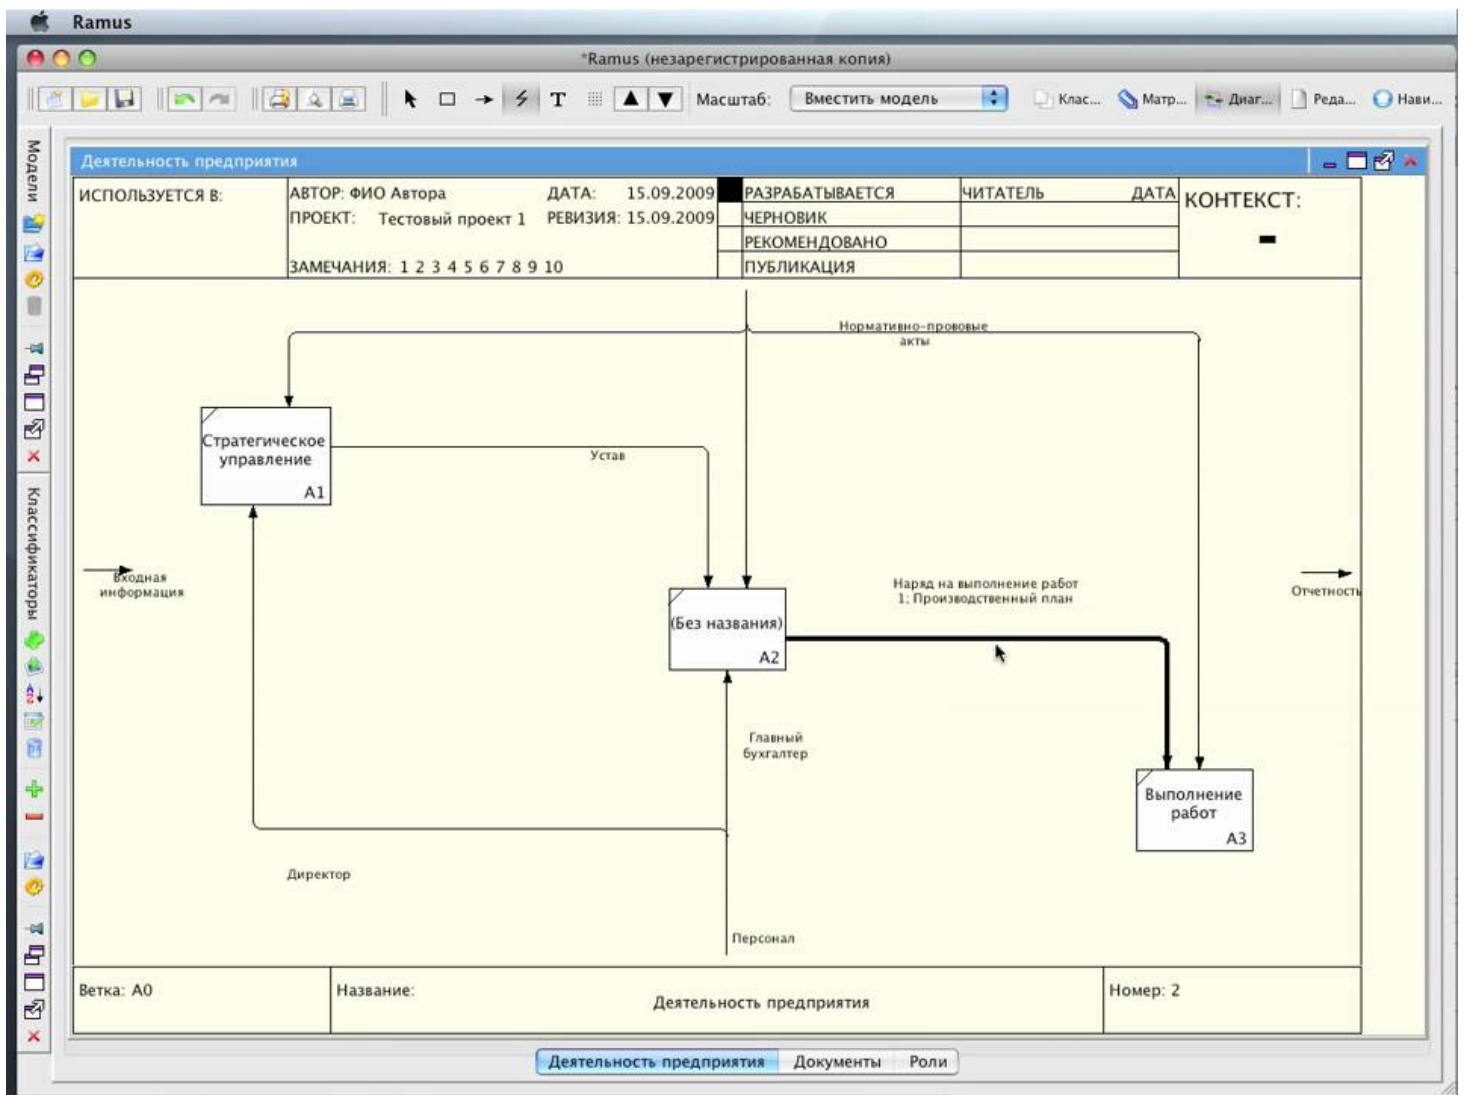 Ramus
*Ramus (незарегистрированная копия)
T
Масштаб: Вместить модель Клас... Матр... Диаг... Реда... Нави...
Модели
Классификаторы
Деятельность предприятия
ИСПОЛЬЗУЕТСЯ В:
АВТОР: ФИО Автора ДАТА: 15.09.2009
ПРОЕКТ: Тестовый проект 1 РЕВИЗИЯ: 15.09.2009
ЗАМЕЧАНИЯ: 1 2 3 4 5 6 7 8 9 10
РАЗРАБАТЫВАЕТСЯ
ЧЕРНОВИК
РЕКОМЕНДОВАНО
ПУБЛИКАЦИЯ
ЧИТАТЕЛЬ ДАТА
КОНТЕКСТ:
Нормативно-прововые
акты
Стратегическое
управление
A1
Устав
Входная
информация
(Без названия)
A2
Наряд на выполнение работ
1; Производственный план
Отчетность
Главный
бухгалтер
Выполнение
работ
A3
Директор
Персонал
Ветка: A0
Название:
Деятельность предприятия
Номер: 2
Деятельность предприятия Документы Роли